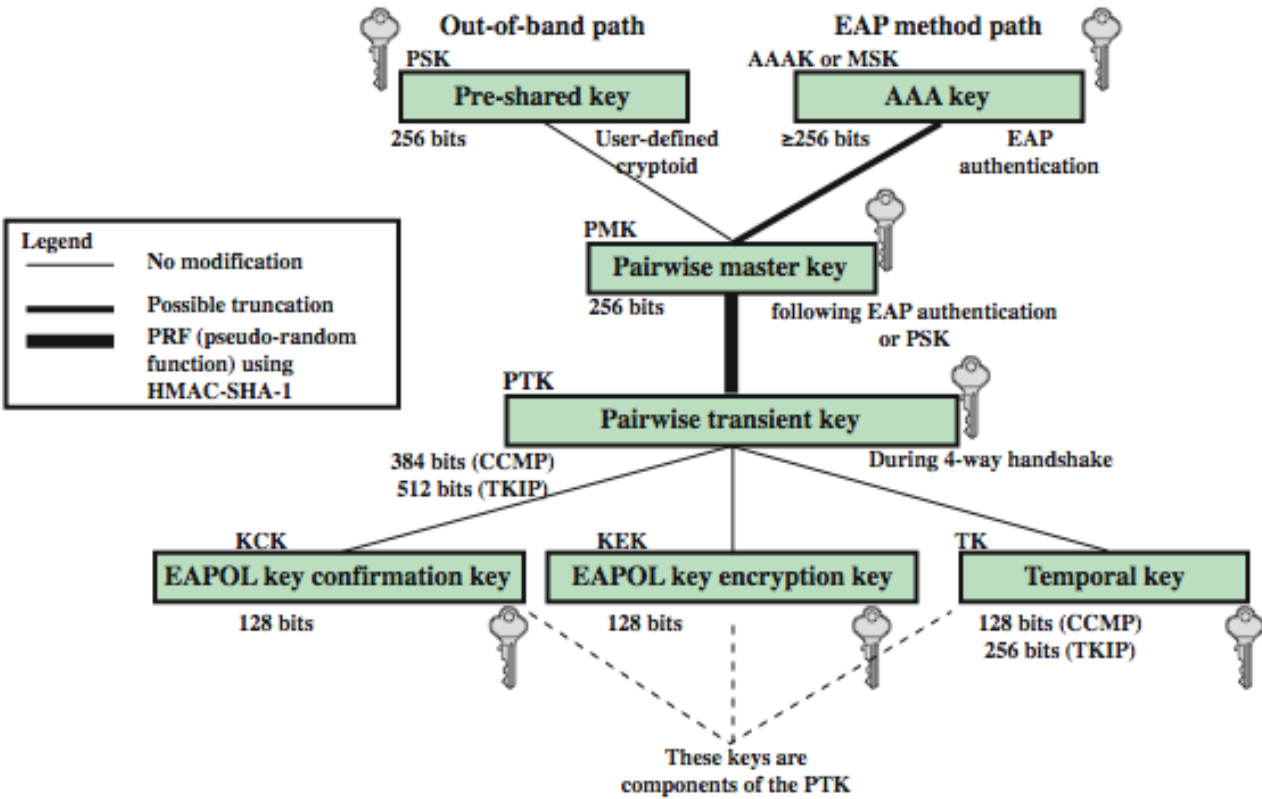 Out-of-band path
EAP method path
PSK
AAAK or MSK
Pre-shared key
AAA key
256 bits
User-defined
cryptoid
≥256 bits
EAP
authentication
PMK
Pairwise master key
256 bits
following EAP authentication
or PSK
Legend
No modification
Possible truncation
PRF (pseudo-random
function) using
HMAC-SHA-1
PTK
Pairwise transient key
384 bits (CCMP)
512 bits (TKIP)
During 4-way handshake
KCK
KEK
TK
EAPOL key confirmation key
EAPOL key encryption key
Temporal key
128 bits
128 bits
128 bits (CCMP)
256 bits (TKIP)
These keys are
components of the PTK